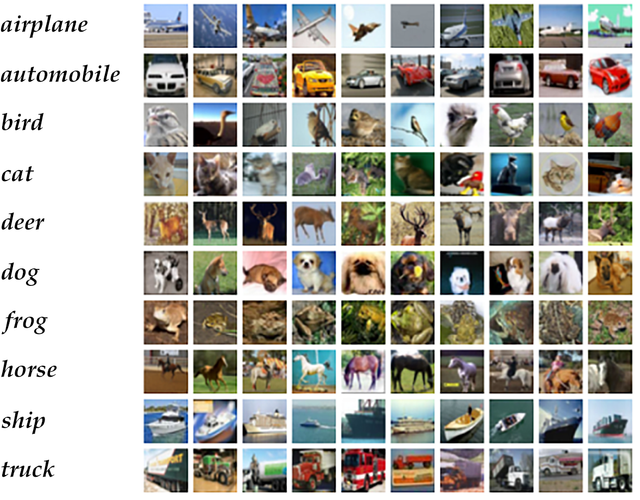 airplane
automobile
bird
cat
deer
dog
frog
horse
ship
truck